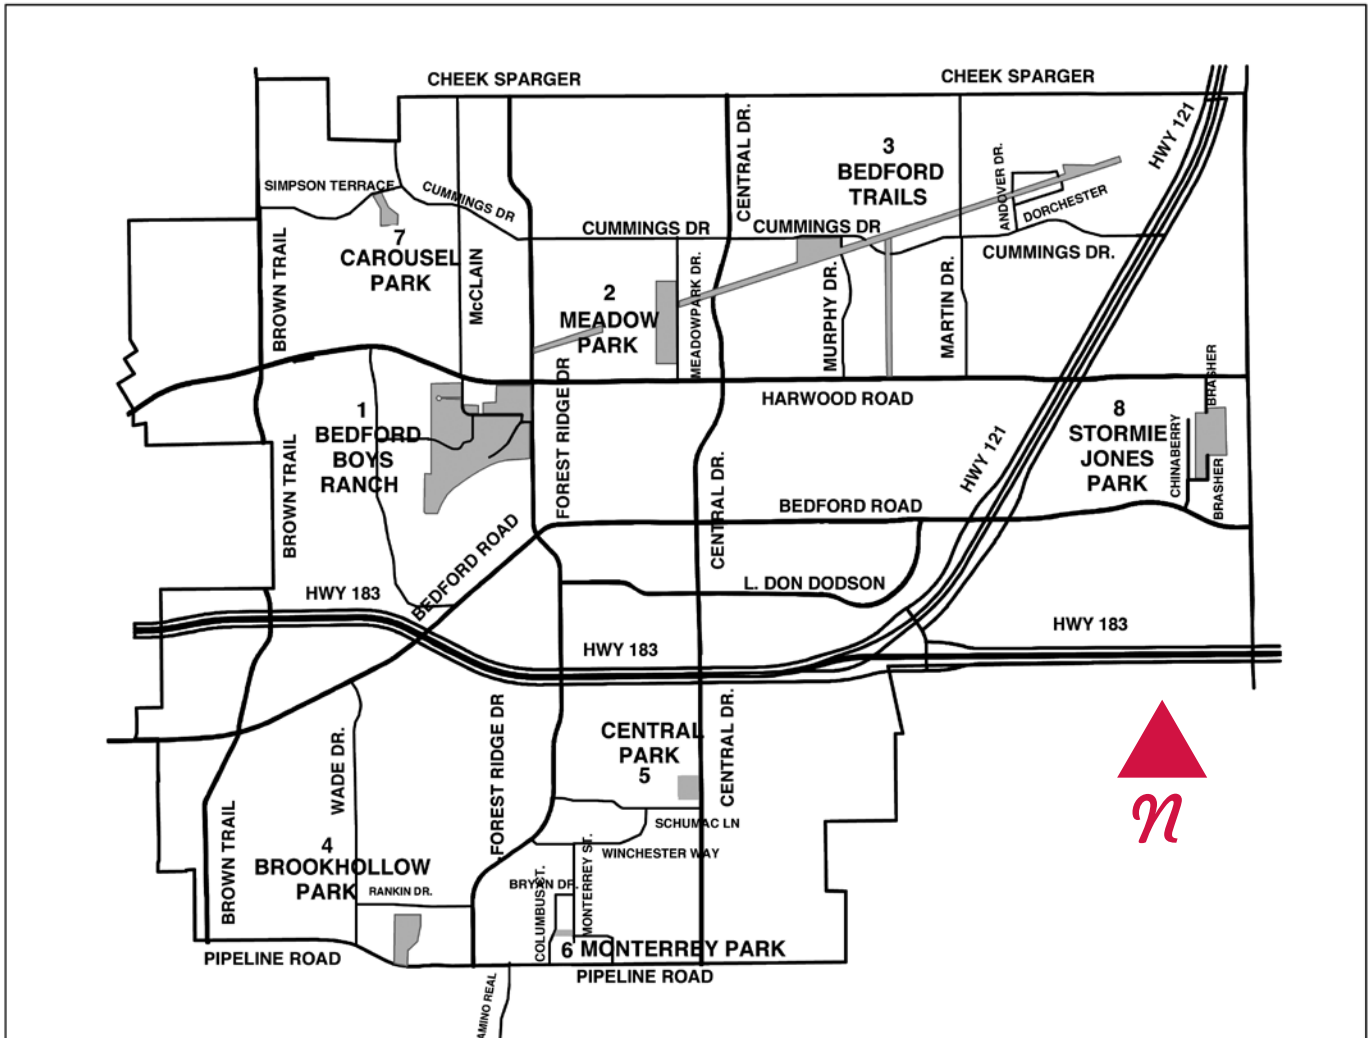 CHEEK SPARGER
CHEEK SPARGER
HWY 121
CENTRAL DR.
3
BEDFORD
TRAILS
ANDOVER DR.
DORCHESTER
SIMPSON TERRACE
CUMMINGS DR
CUMMINGS DR
CUMMINGS DR
CUMMINGS DR.
7
CAROUSEL
PARK
BROWN TRAIL
McCLAIN
2
MEADOW
PARK
MEADOWPARK DR.
MURPHY DR.
MARTIN DR.
FOREST RIDGE DR
HARWOOD ROAD
BRASHER
1
BEDFORD
BOYS
RANCH
8
STORMIE
JONES
PARK
CHINABERRY
BRASHER
HWY 121
BROWN TRAIL
CENTRAL DR.
BEDFORD ROAD
BEDFORD ROAD
L. DON DODSON
HWY 183
HWY 183
HWY 183
FOREST RIDGE DR
CENTRAL
PARK
5
CENTRAL DR.
WADE DR.
N
SCHUMAC LN
WINCHESTER WAY
BROWN TRAIL
4
BROOKHOLLOW
PARK
RANKIN DR.
BRYAN DR.
COLUMBUS CT.
MONTERREY ST.
6 MONTERREY PARK
PIPELINE ROAD
PIPELINE ROAD
AMINO REAL